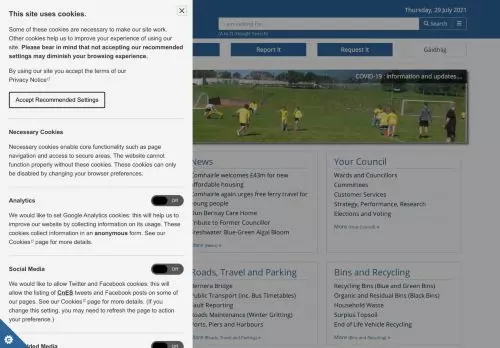 This site uses cookies.
Some of these cookies are necessary to make our site work.
Other cookies help us to improve your experience of using our
site. Please bear in mind that not accepting our recommended
settings may diminish your browsing experience.
By using our site you accept the terms of our
Privacy Notice
Accept Recommended Settings
Necessary Cookies
Necessary cookies enable core functionality such as page
navigation and access to secure areas. The website cannot
function properly without these cookies. These cookies can only
be disabled by changing your browser preferences.
Analytics
Off
We would like to set Google Analytics cookies: this will help us to
improve our website by collecting information on its usage. These
cookies collect information in an anonymous form. See our
Cookies page for more details.
Social Media
Off
We would like to allow Twitter and Facebook cookies: this will
allow the listing of CnES tweets and Facebook posts on some of
our pages. See our Cookies page for more details. (If you
change this setting, you may need to refresh the page to action
your preference.)
ded Media
Off
Thursday, 29 July 2021
I am looking for...
Search
(A to Z, Google Search)
Report It
Request It
Gàidhlig
COVID-19 : Information and updates ...
News
Comhairle welcomes £43m for new
affordable housing
Comhairle again urges free ferry travel for
young people
Dun Berisay Care Home
Tribute to Former Councillor
Freshwater Blue-Green Algal Bloom
More (News)
Your Council
Wards and Councillors
Committees
Customer Services
Strategy, Performance, Research
Elections and Voting
More (Your Council)
Roads, Travel and Parking
Bernera Bridge
Public Transport (inc. Bus Timetables)
Fault Reporting
Roads Maintenance (Winter Gritting)
Ports, Piers and Harbours
More (Roads, Travel and Parking)
Bins and Recycling
Recycling Bins (Blue and Green Bins)
Organic and Residual Bins (Black Bins)
Household Waste
Surplus Topsoil
End of Life Vehicle Recycling
More (Bins and Recycling)